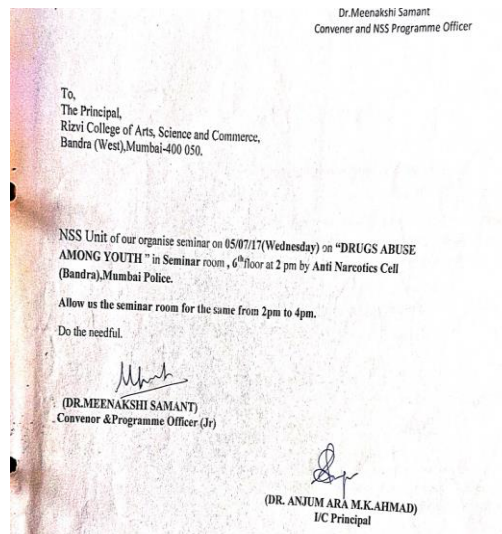 Dr.Meenakshi Samant
Convener and NSS Programme Officer
To,
The Principal,
Rizvi College of Arts, Science and Commerce,
Bandra (West),Mumbai-400 050.
NSS Unit of our organise seminar on 05/07/17(Wednesday) on "DRUGS ABUSE
AMONG YOUTH " in Seminar room , 6th floor at 2 pm by Anti Narcotics Cell
(Bandra),Mumbai Police.
Allow us the seminar room for the same from 2pm to 4pm.
Do the needful.
(DR.MEENAKSHI SAMANT)
Convenor &Programme Officer (Jr)
(DR. ANJUM ARA M.K.AHMAD)
I/C Principal